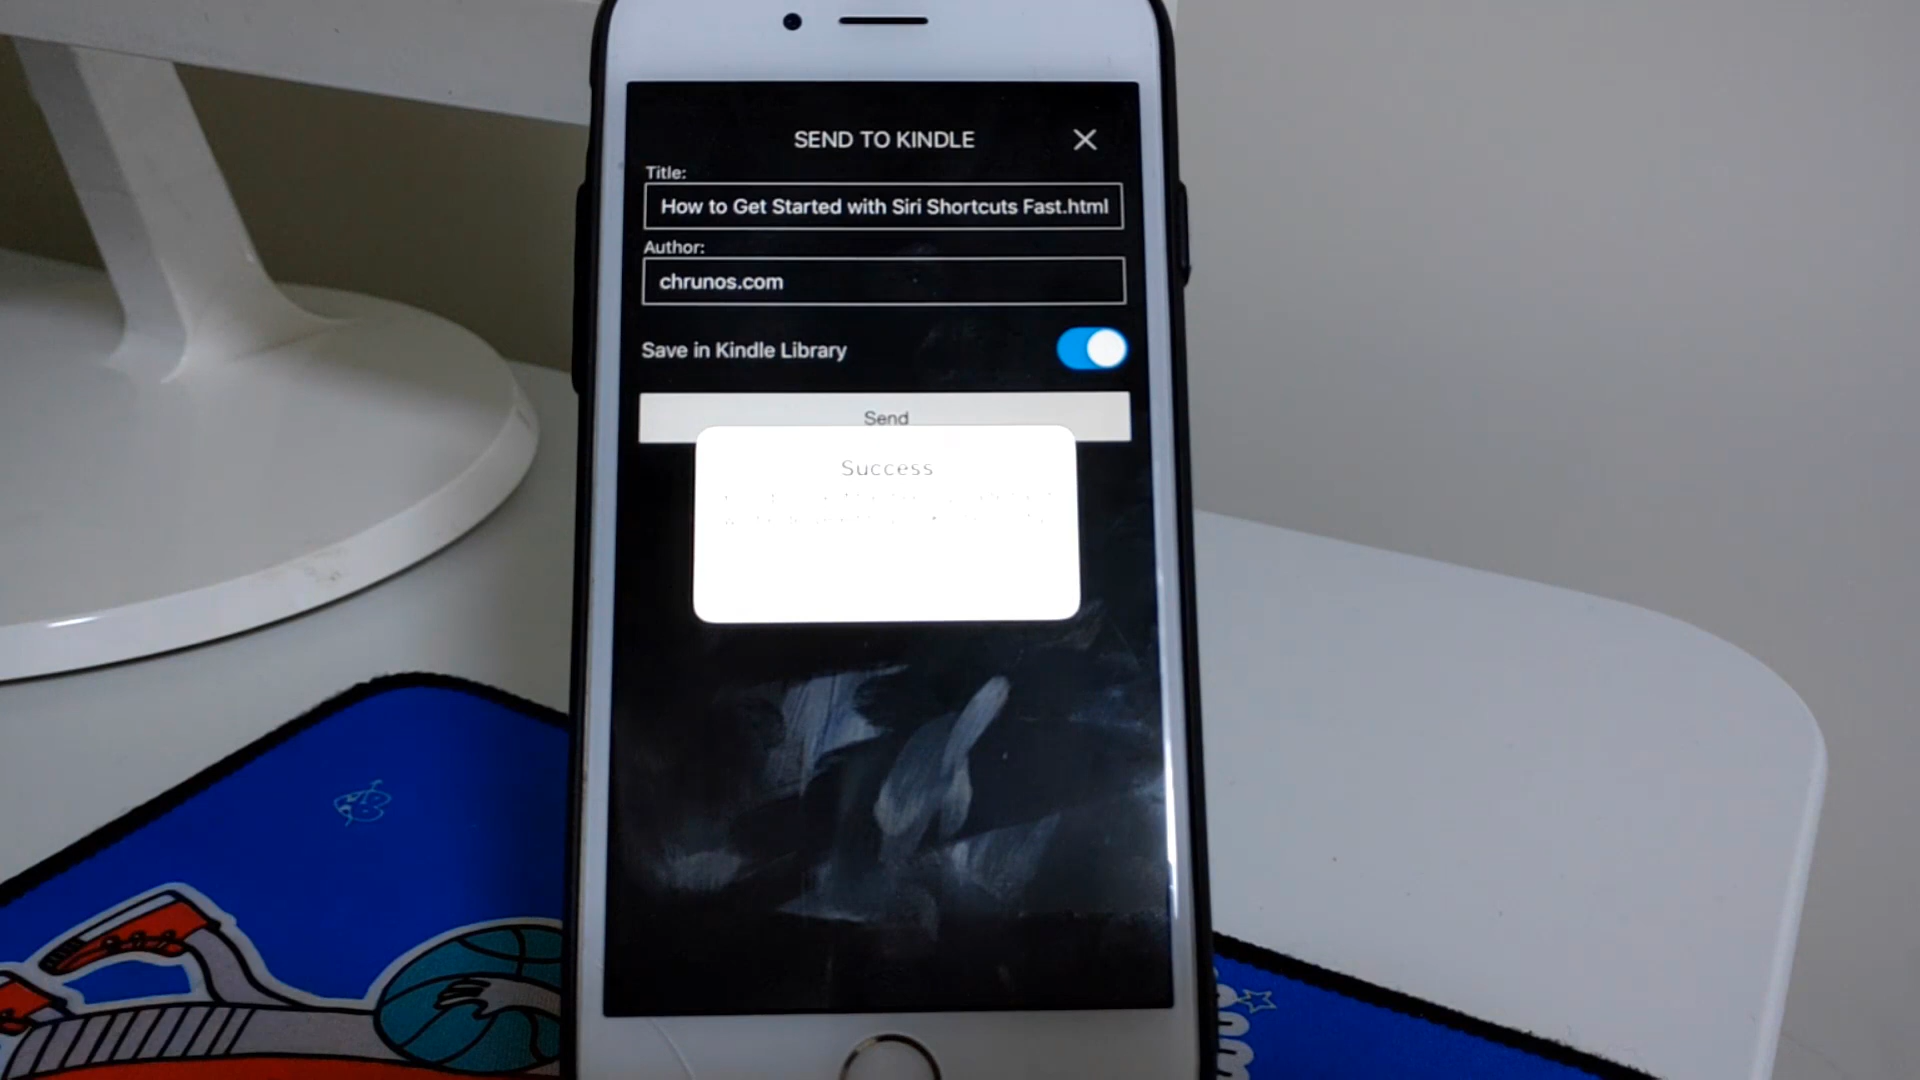 SEND TO KINDLE
Title:
How to Get Started with Siri Shortcuts Fast.html
Author:
chrunos.com
Save in Kindle Library
Send
Success